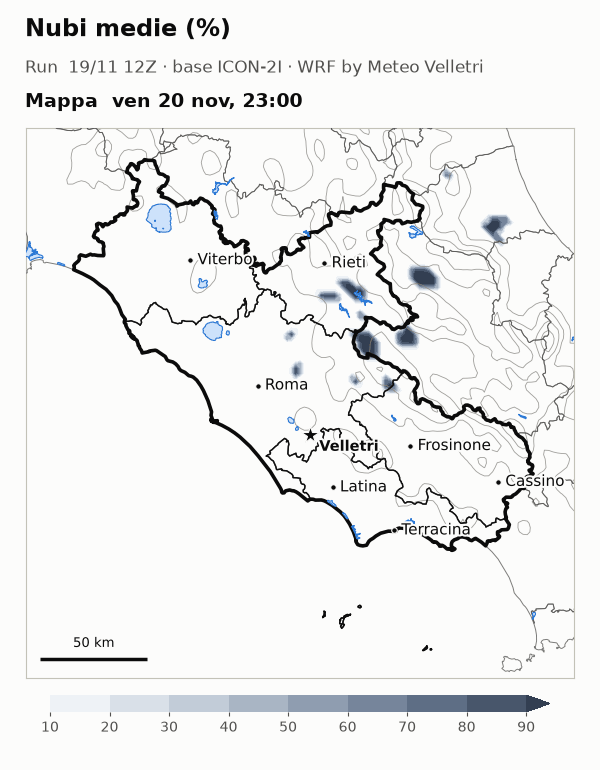 Nubi medie (%)
Run  19/11 12Z · base ICON-2I · WRF by Meteo Velletri
Mappa  ven 20 nov, 23:00
Viterbo
Rieti
Roma
Velletri
Frosinone
Latina
Cassino
Terracina
50 km
10 20 30 40 50 60 70 80 90